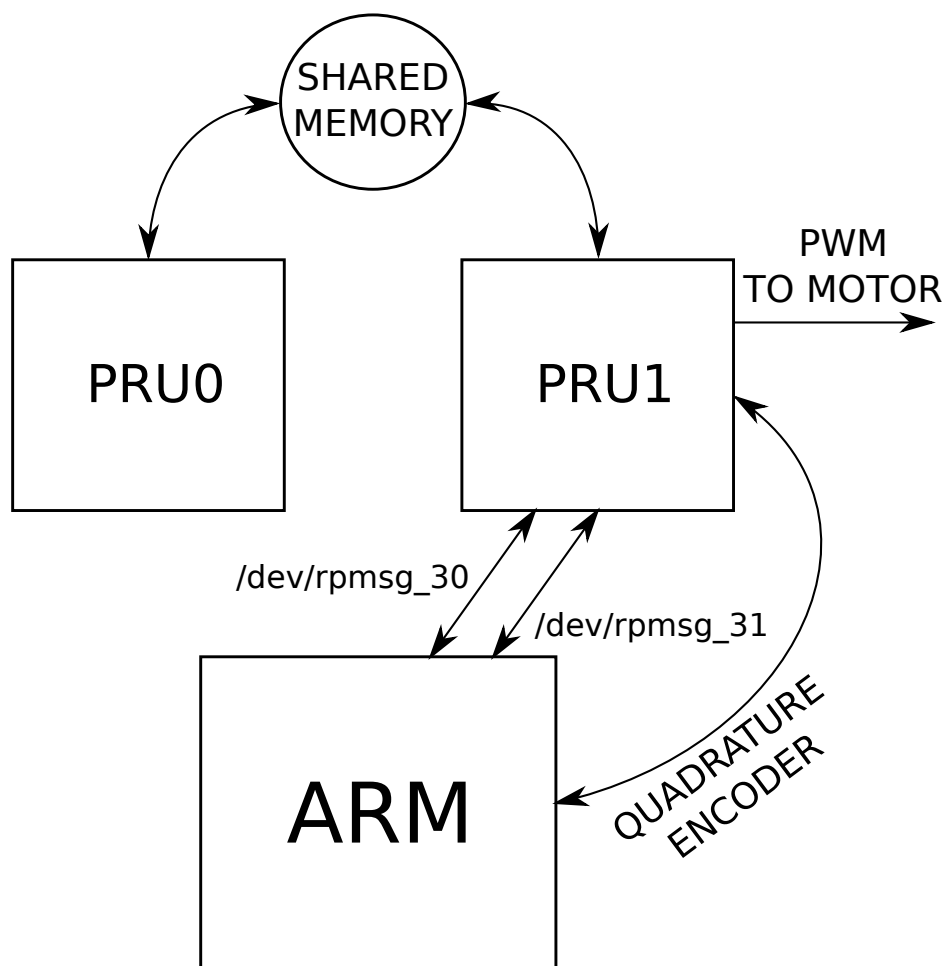 SHARED
MEMORY
PWM
TO MOTOR
PRU0
PRU1
/dev/rpmsg_30
/dev/rpmsg_31
QUADRATURE
ENCODER
ARM